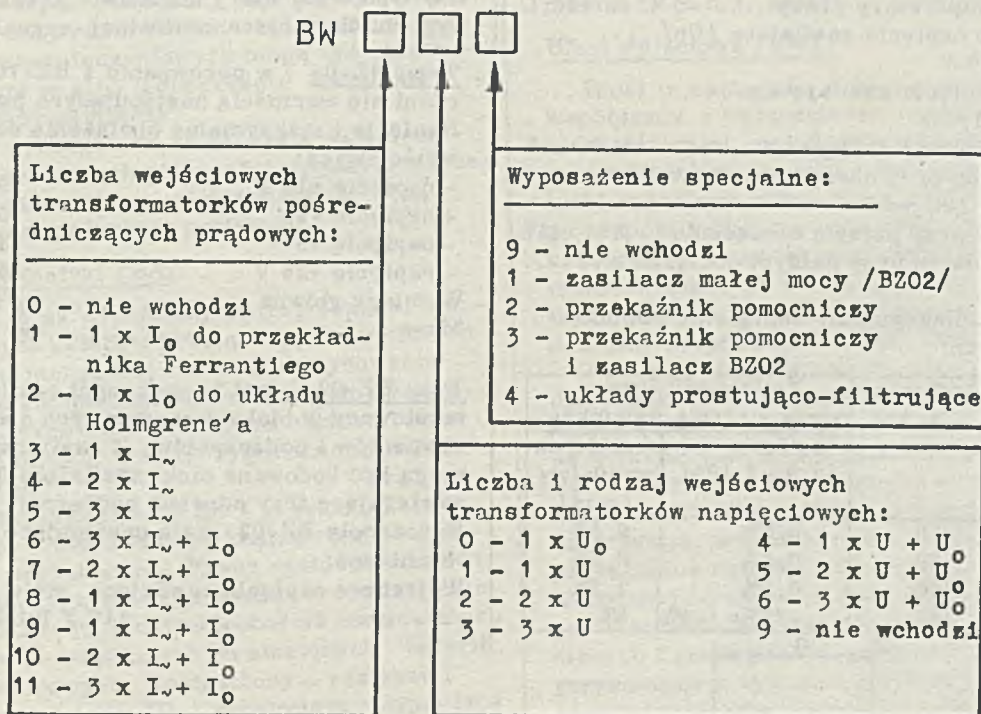 BW
Liczba wejściowych
transformatorków pośre-
dniczących prądowych:
0 - nie wchodzi
1 - 1 x I₀ do przekład-
nika Ferrantiego
2 - 1 x I₀ do układu
Holmgrene'a
3 - 1 x I~
4 - 2 x I~
5 - 3 x I~
6 - 3 x I~ + I₀
7 - 2 x I~ + I₀
8 - 1 x I~ + I₀
9 - 1 x I~ + I₀
10 - 2 x I~ + I₀
11 - 3 x I~ + I₀
Wyposażenie specjalne:
9 - nie wchodzi
1 - zasilacz małej mocy /BZ02/
2 - przekaźnik pomocniczy
3 - przekaźnik pomocniczy
i zasilacz BZ02
4 - układy prostująco-filtrujące
Liczba i rodzaj wejściowych
transformatorków napięciowych:
0 - 1 x U₀ 4 - 1 x U + U₀
1 - 1 x U 5 - 2 x U + U₀
2 - 2 x U 6 - 3 x U + U₀
3 - 3 x U 9 - nie wchodzi